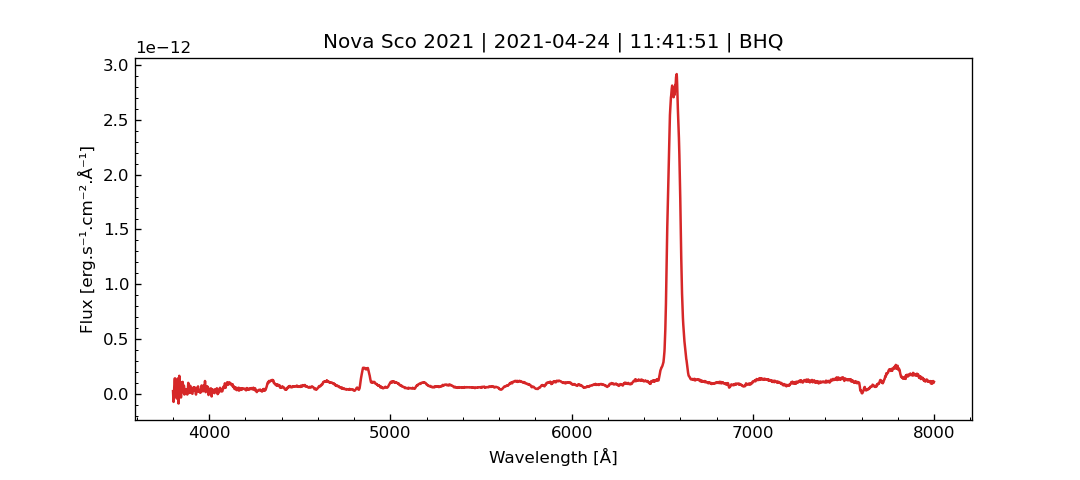 Nova Sco 2021 | 2021-04-24 | 11:41:51 | BHQ
1e−12
3.0
2.5
2.0
1.5
1.0
0.5
0.0
Flux [erg.s⁻¹.cm⁻².Å⁻¹]
4000 5000 6000 7000 8000
Wavelength [Å]